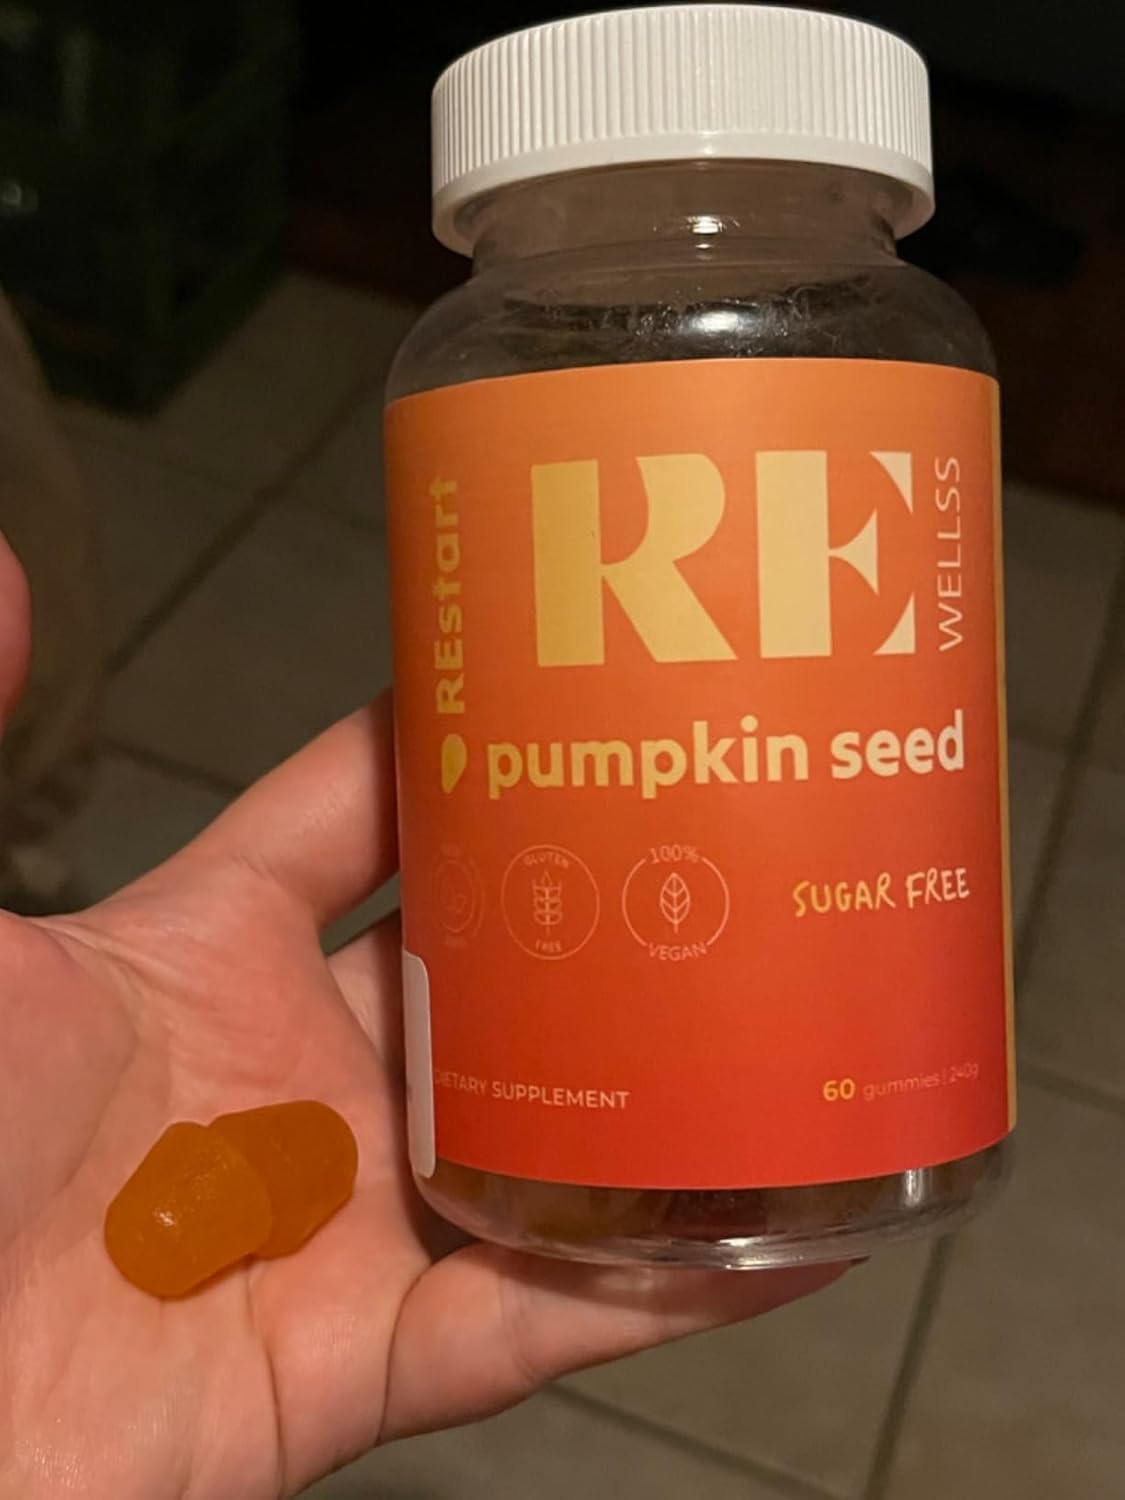 REstart
RE
WELLSS
pumpkin seed
GLUTEN
FREE
100%
VEGAN
SUGAR FREE
DIETARY SUPPLEMENT
60 gummies | 240g